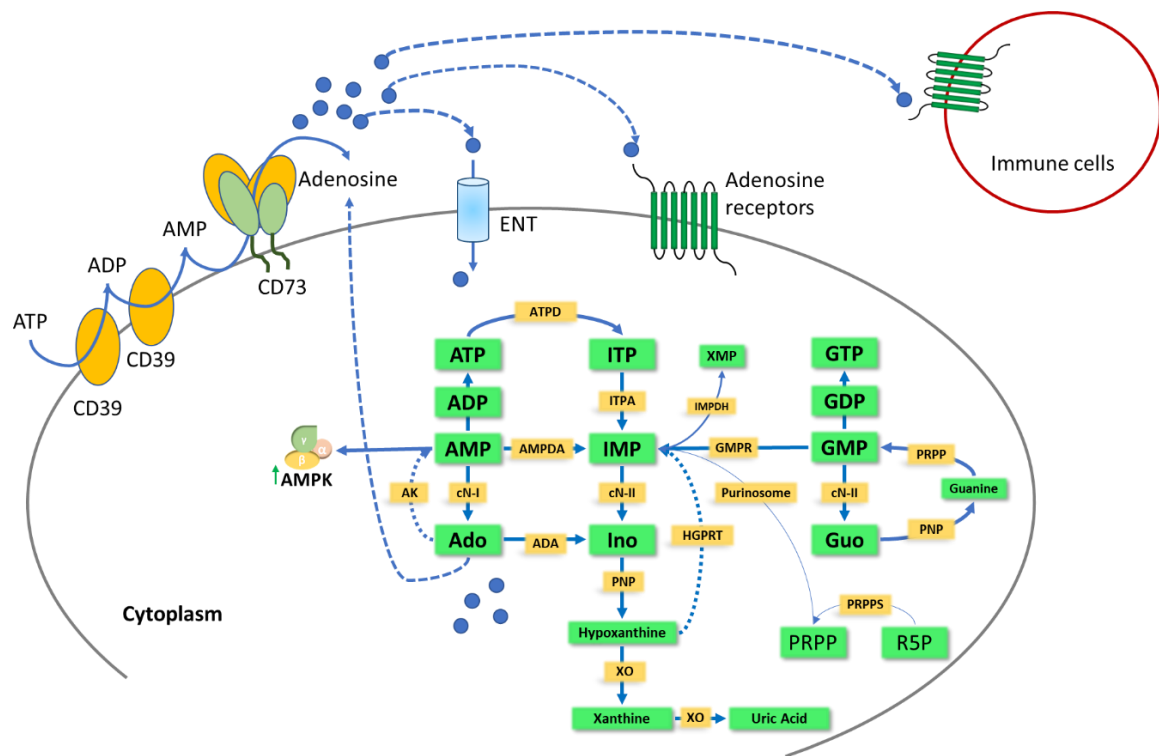 Immune cells
Adenosine
Adenosine
receptors
AMP
ENT
ADP
CD73
ATP
CD39
CD39
ATPD
ATP
ITP
XMP
GTP
ADP
ITPA
IMPDH
GDP
γ
α
β
AMPK
AMP
AMPDA
IMP
GMPR
GMP
PRPP
AK
cN-I
cN-II
Purinosome
cN-II
Guanine
Ado
ADA
Ino
HGPRT
Guo
PNP
PNP
Cytoplasm
PRPPS
Hypoxanthine
PRPP
R5P
XO
Xanthine
XO
Uric Acid